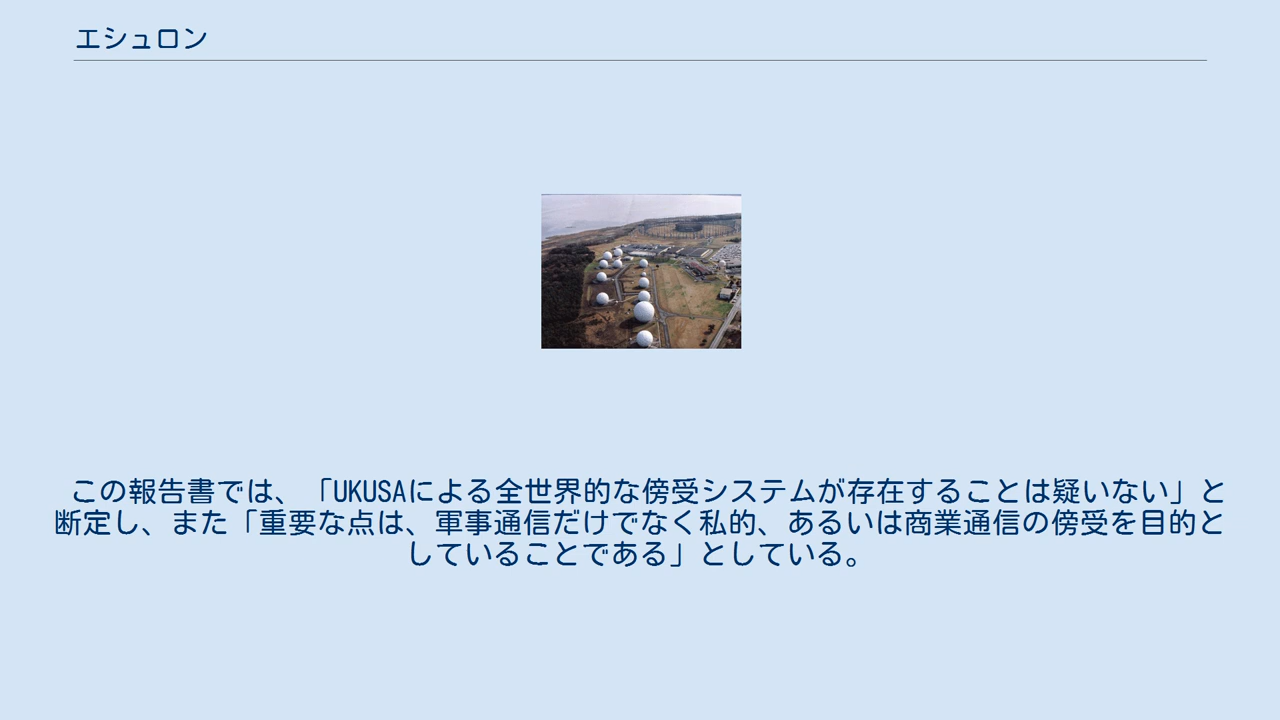 エシュロン
この報告書では、「UKUSAによる全世界的な傍受システムが存在することは疑いない」と
断定し、また「重要な点は、軍事通信だけでなく私的、あるいは商業通信の傍受を目的と
していることである」としている。